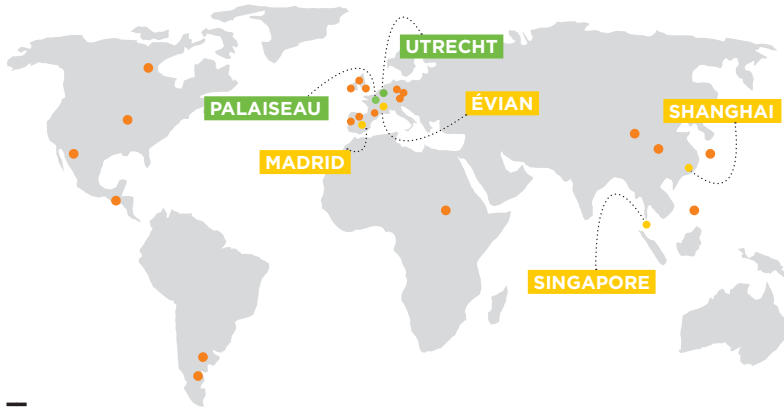 UTRECHT
PALAISEAU
ÉVIAN
SHANGHAI
MADRID
SINGAPORE